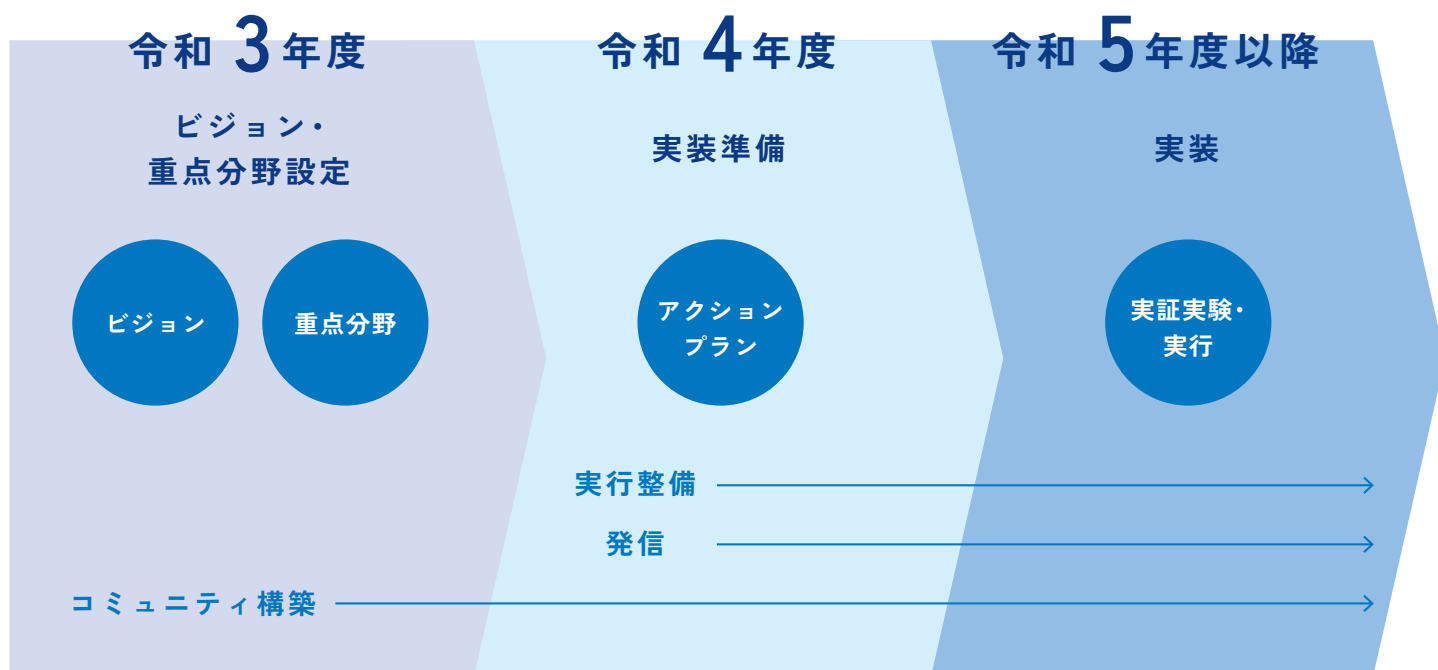 令和 3 年度
ビジョン・
重点分野設定
ビジョン
重点分野
令和 4 年度
実装準備
アクション
プラン
令和 5 年度以降
実装
実証実験・
実行
実行整備
発信
コミュニティ構築